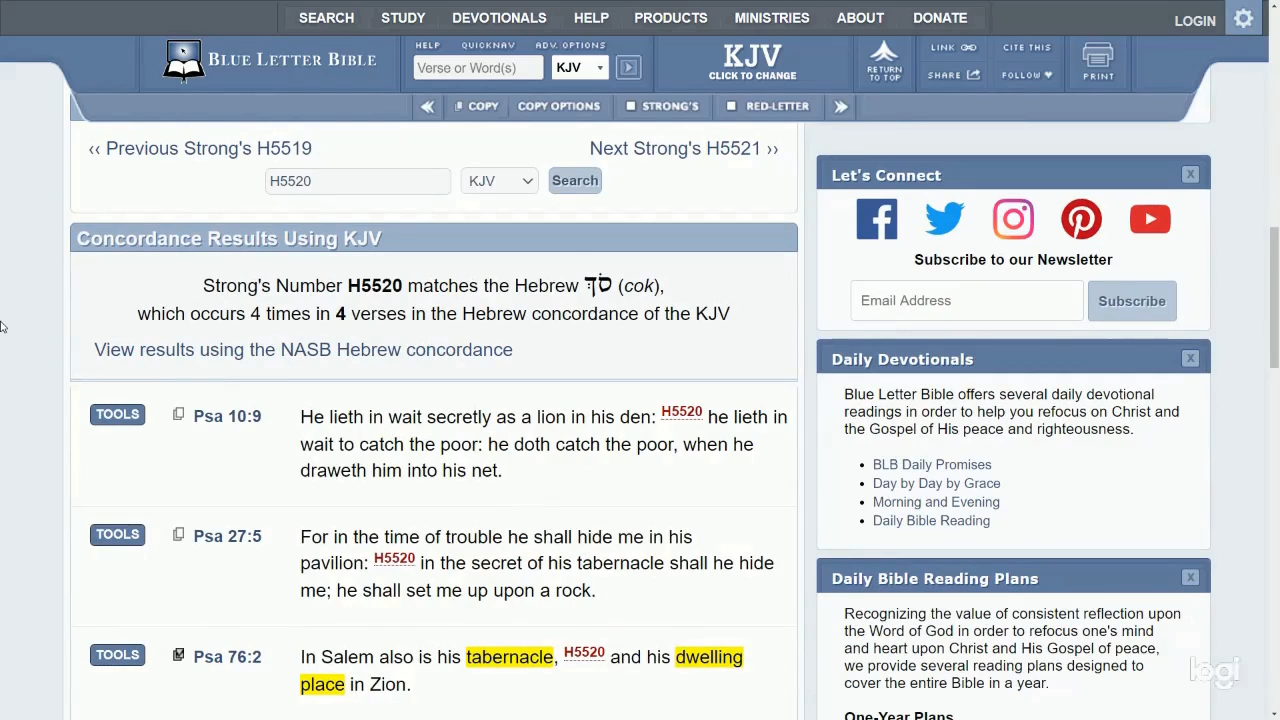 SEARCH STUDY DEVOTIONALS HELP PRODUCTS MINISTRIES ABOUT DONATE LOGIN
BLUE LETTER BIBLE
HELP QUICKNAV ADV. OPTIONS
Verse or Word(s) KJV
KJV
CLICK TO CHANGE
RETURN
TO TOP
LINK CITE THIS
SHARE FOLLOW
PRINT
COPY COPY OPTIONS STRONG'S RED-LETTER
‹‹ Previous Strong's H5519 Next Strong's H5521 ››
H5520 KJV Search
Concordance Results Using KJV
Strong's Number H5520 matches the Hebrew סֹךְ (cok),
which occurs 4 times in 4 verses in the Hebrew concordance of the KJV
View results using the NASB Hebrew concordance
TOOLS Psa 10:9 He lieth in wait secretly as a lion in his den: H5520 he lieth in
wait to catch the poor: he doth catch the poor, when he
draweth him into his net.
TOOLS Psa 27:5 For in the time of trouble he shall hide me in his
pavilion: H5520 in the secret of his tabernacle shall he hide
me; he shall set me up upon a rock.
TOOLS Psa 76:2 In Salem also is his tabernacle, H5520 and his dwelling
place in Zion.
Let's Connect X
Subscribe to our Newsletter
Email Address Subscribe
Daily Devotionals X
Blue Letter Bible offers several daily devotional
readings in order to help you refocus on Christ and
the Gospel of His peace and righteousness.
• BLB Daily Promises
• Day by Day by Grace
• Morning and Evening
• Daily Bible Reading
Daily Bible Reading Plans X
Recognizing the value of consistent reflection upon
the Word of God in order to refocus one's mind
and heart upon Christ and His Gospel of peace,
we provide several reading plans designed to
cover the entire Bible in a year.
One-Year Plans
logi